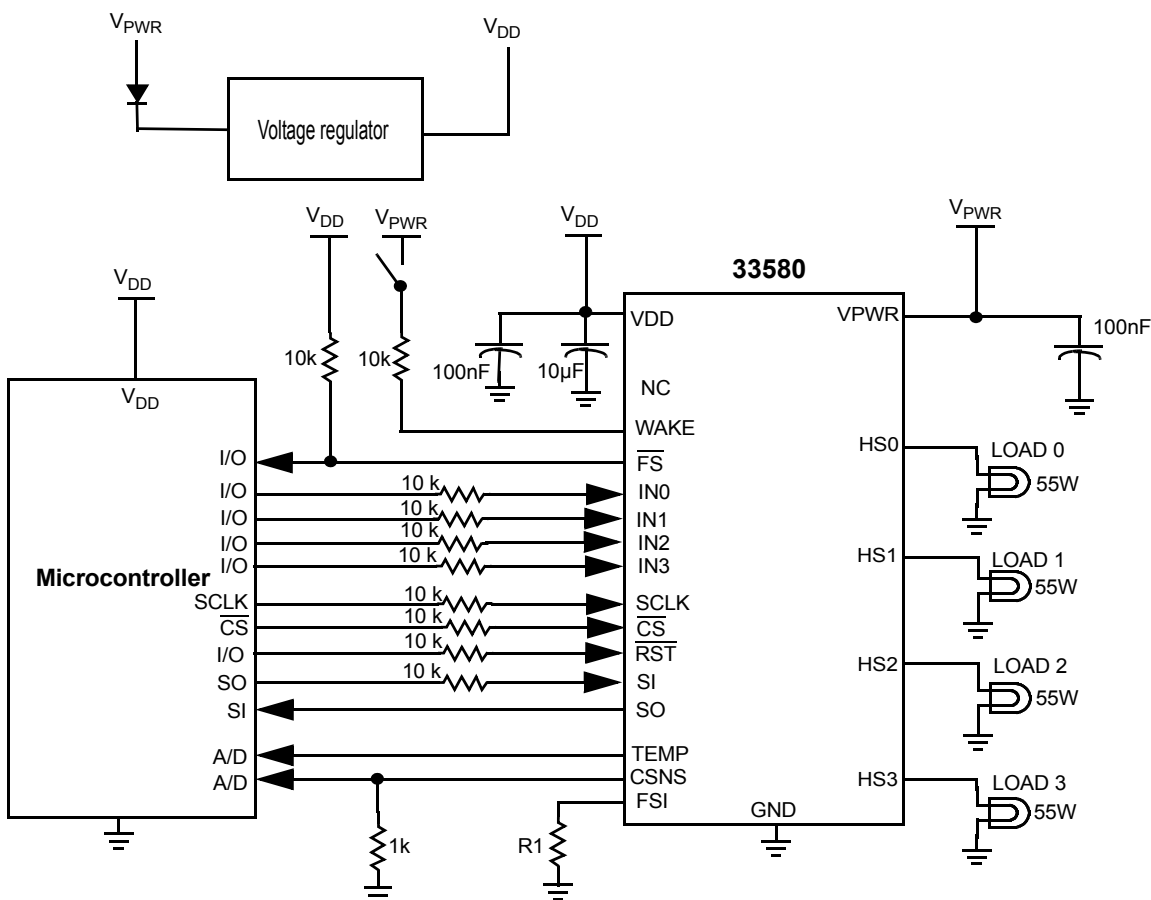 VPWR
VDD
Voltage regulator
VDD
VPWR
VDD
VPWR
33580
VDD
VDD
10k
10k
100nF
10µF
VDD
VPWR
100nF
NC
WAKE
Microcontroller
I/O
FS
I/O
10 k
IN0
I/O
10 k
IN1
I/O
10 k
IN2
I/O
10 k
IN3
SCLK
10 k
SCLK
CS
10 k
CS
I/O
10 k
RST
SO
10 k
SI
SI
SO
A/D
TEMP
A/D
CSNS
FSI
1k
R1
GND
HS0
LOAD 0
55W
HS1
LOAD 1
55W
HS2
LOAD 2
55W
HS3
LOAD 3
55W